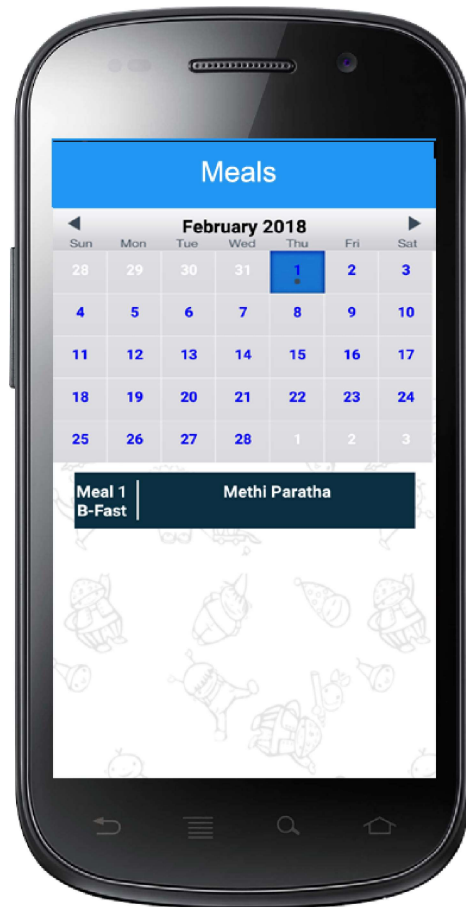 Meals
February 2018
Sun Mon Tue Wed Thu Fri Sat
28 29 30 31 1 2 3
4 5 6 7 8 9 10
11 12 13 14 15 16 17
18 19 20 21 22 23 24
25 26 27 28 1 2 3
Meal 1 Methi Paratha
B-Fast